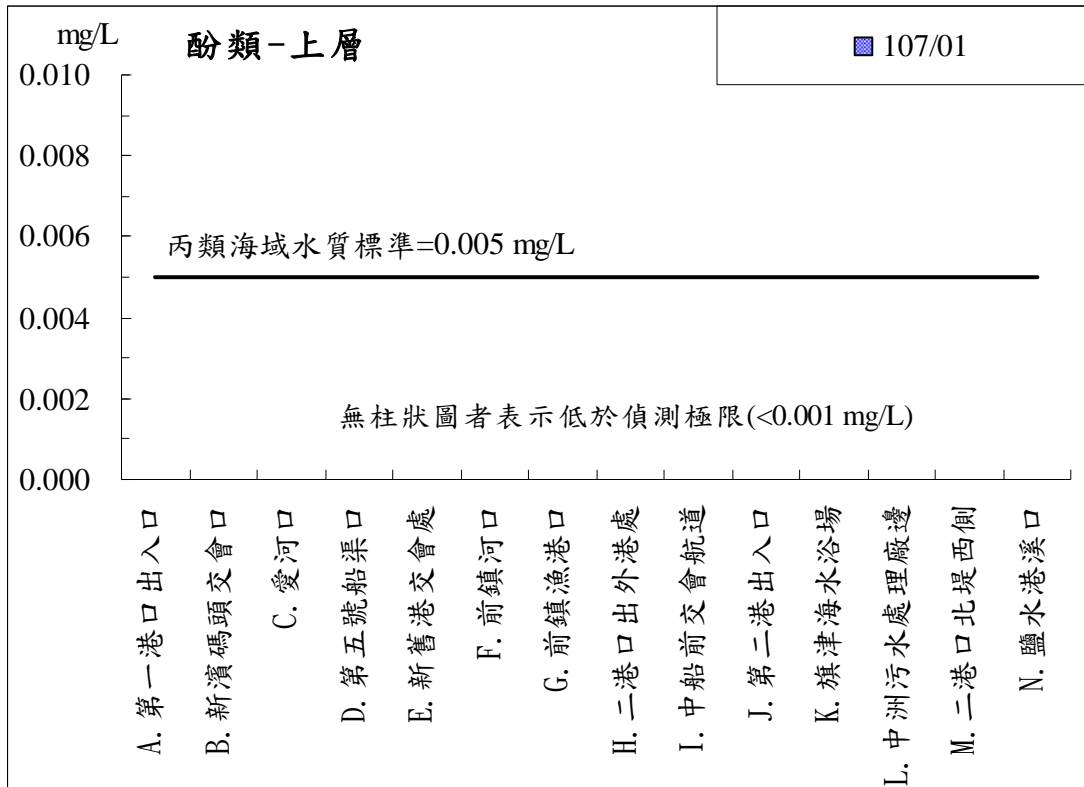 mg/L
酚類-上層
107/01
0.010
0.008
0.006
0.004
0.002
0.000
丙類海域水質標準=0.005 mg/L
無柱狀圖者表示低於偵測極限(<0.001 mg/L)
A. 第一港口出入口
B. 新濱碼頭交會口
C. 愛河口
D. 第五號船渠口
E. 新舊港交會處
F. 前鎮河口
G. 前鎮漁港口
H. 二港口出外港處
I. 中船前交會航道
J. 第二港出入口
K. 旗津海水浴場
L. 中洲污水處理廠邊
M. 二港口北堤西側
N. 鹽水港溪口